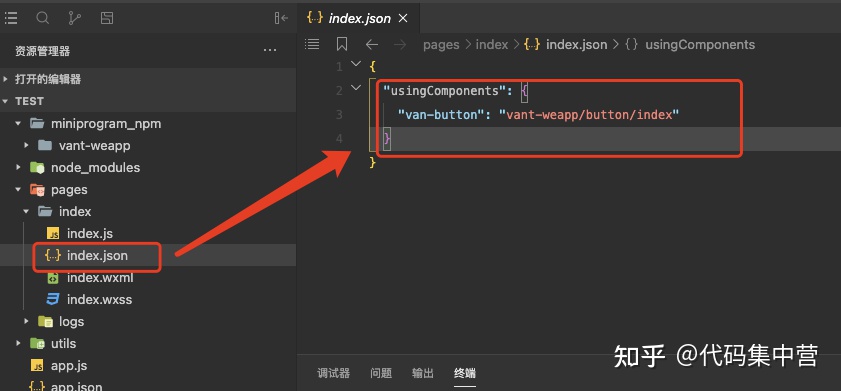 index.json
资源管理器
pages > index > {..} index.json > {} usingComponents
打开的编辑器
TEST
miniprogram_npm
vant-weapp
node_modules
pages
index
index.js
index.json
index.wxml
index.wxss
logs
utils
app.js
app.json
1 {
2 "usingComponents": {
3 "van-button": "vant-weapp/button/index"
4 }
5 }
调试器 问题 输出 终端
知乎 @代码集中营